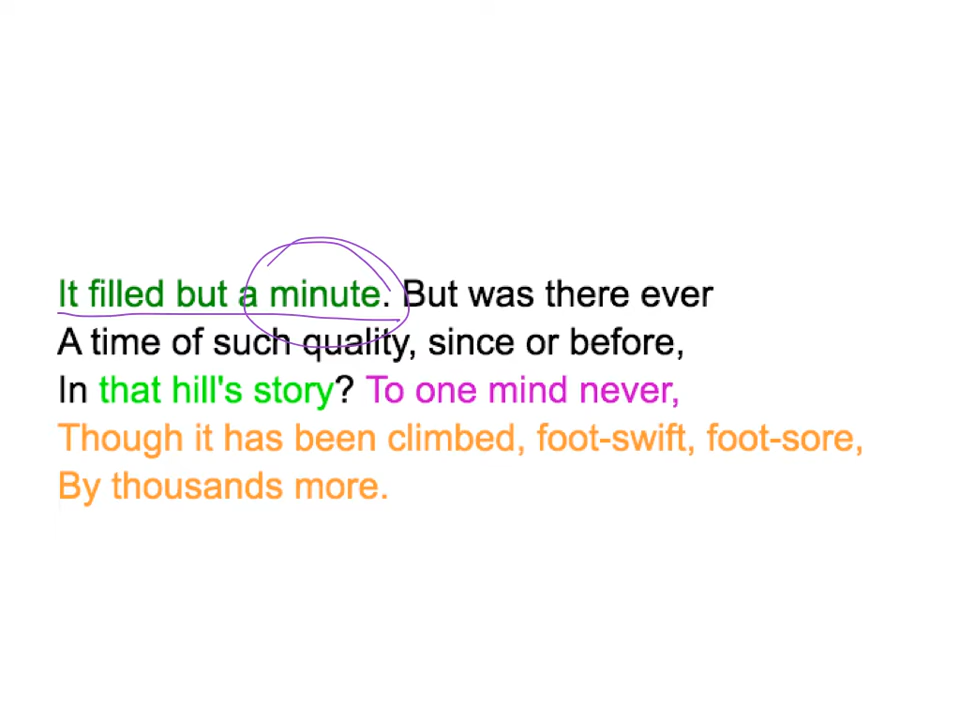 It filled but a minute. But was there ever
A time of such quality, since or before,
In that hill's story? To one mind never,
Though it has been climbed, foot-swift, foot-sore,
By thousands more.